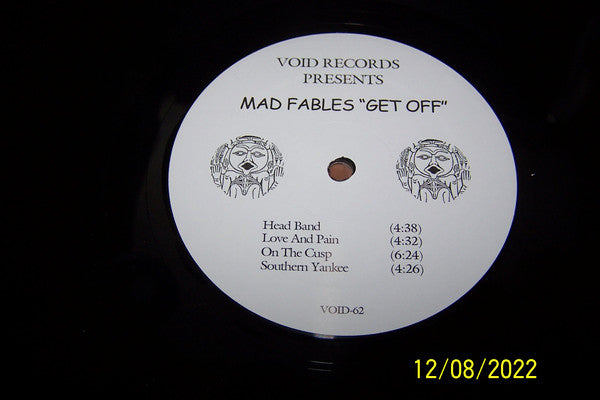 VOID RECORDS
PRESENTS
MAD FABLES "GET OFF"
Head Band (4:38)
Love And Pain (4:32)
On The Cusp (6:24)
Southern Yankee (4:26)
VOID-62
12/08/2022